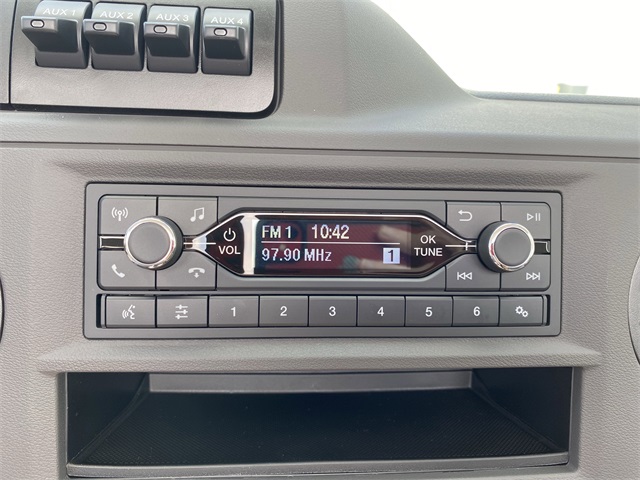 AUX 1 AUX 2 AUX 3 AUX 4
FM 1 10:42
VOL
OK
TUNE
97.90 MHz 1
1 2 3 4 5 6